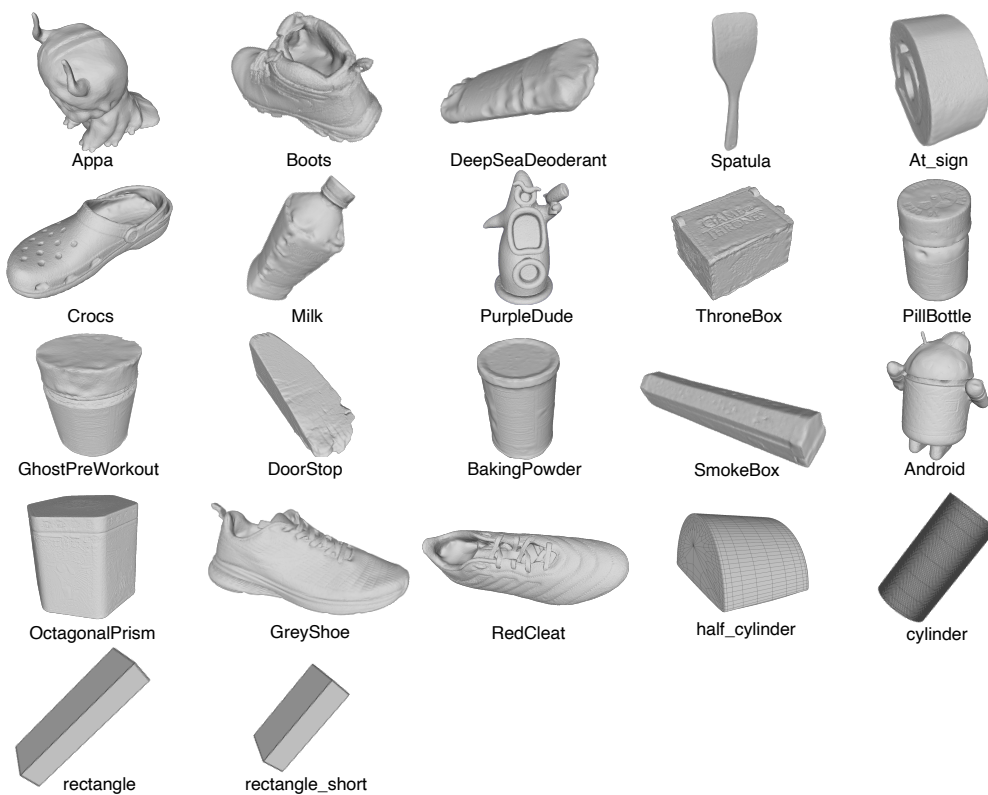 Appa
Boots
DeepSeaDeoderant
Spatula
At_sign
Crocs
Milk
PurpleDude
ThroneBox
PillBottle
GhostPreWorkout
DoorStop
BakingPowder
SmokeBox
Android
OctagonalPrism
GreyShoe
RedCleat
half_cylinder
cylinder
rectangle
rectangle_short